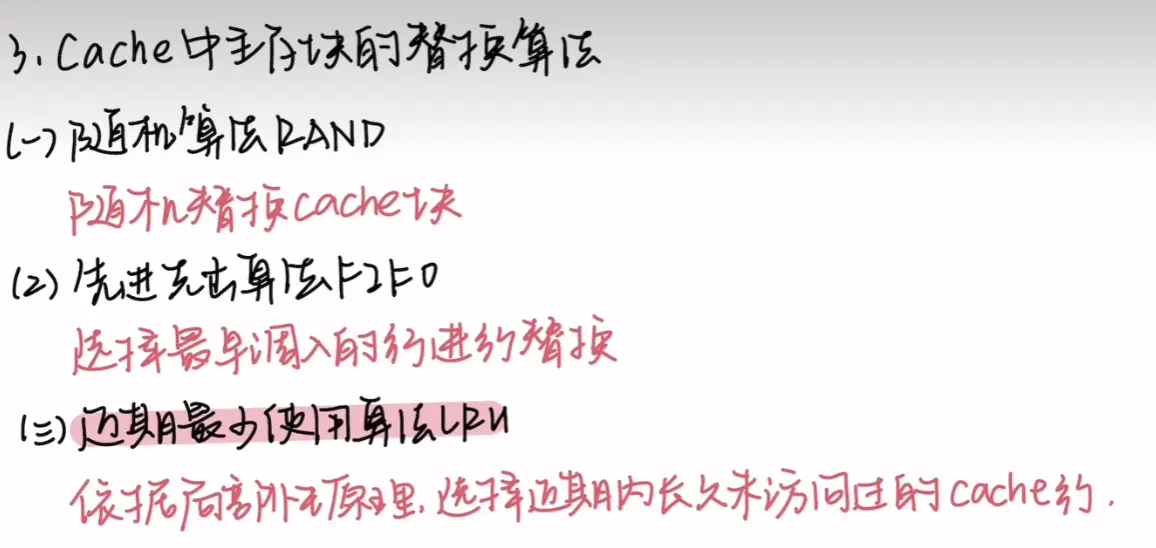 3.Cache中主存块的替换算法
(一)随机算法RAND
随机替换cache块
(2)先进先出算法FIFO
选择最早调入的行进行替换
(三)近期最少使用算法LRU
依据局部性原理,选择近期内长久未访问过的cache行.